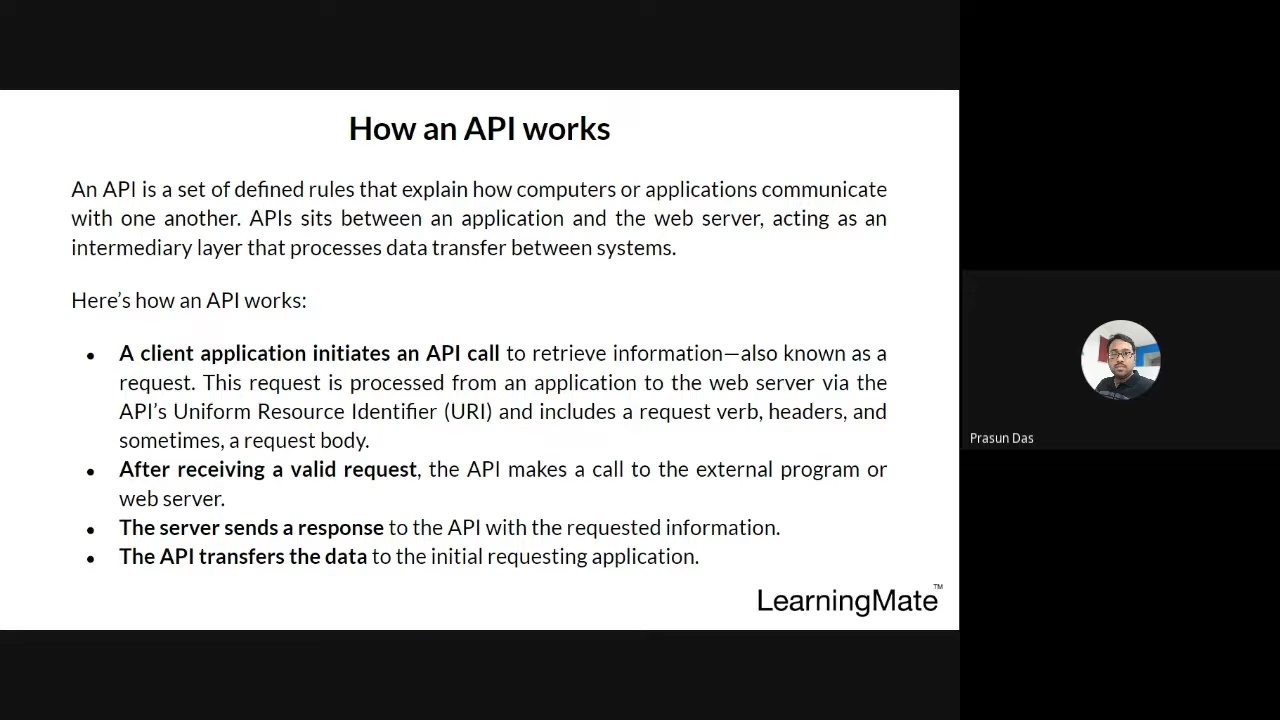 How an API works
An API is a set of defined rules that explain how computers or applications communicate
with one another. APIs sits between an application and the web server, acting as an
intermediary layer that processes data transfer between systems.
Here’s how an API works:
● A client application initiates an API call to retrieve information—also known as a
request. This request is processed from an application to the web server via the
API’s Uniform Resource Identifier (URI) and includes a request verb, headers, and
sometimes, a request body.
● After receiving a valid request, the API makes a call to the external program or
web server.
● The server sends a response to the API with the requested information.
● The API transfers the data to the initial requesting application.
LearningMate™
Prasun Das